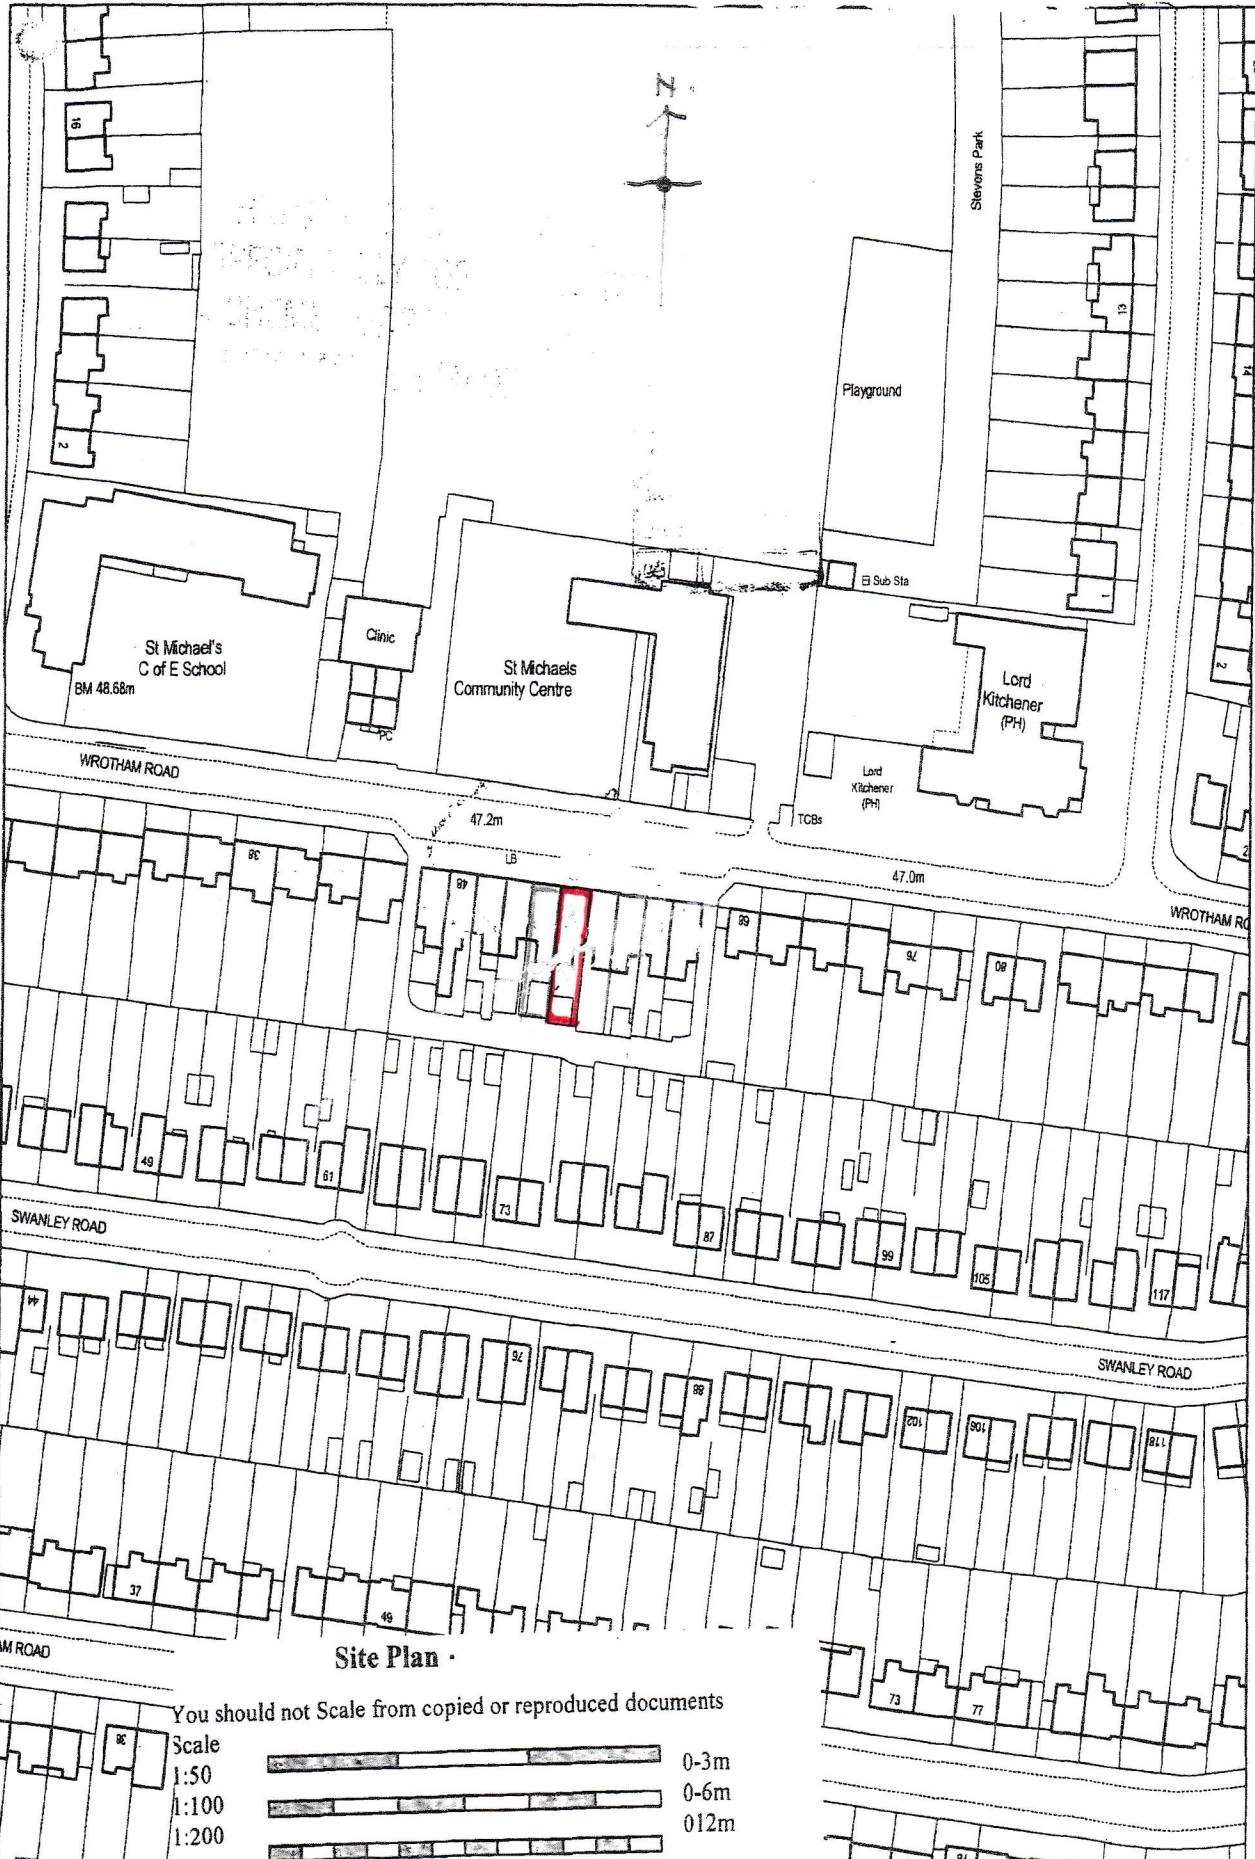 N
Stevens Park
16
13
14
Playground
2
El Sub Sta
1
2
Clinic
St Michael's
C of E School
BM 48.68m
St Michaels
Community Centre
Lord
Kitchener
(PH)
PC
WROTHAM ROAD
Lord
Kitchener
(PH)
TCBs
47.2m
38
LB
47.0m
48
WROTHAM RO
68
76
80
49
61
73
87
99
105
117
SWANLEY ROAD
44
76
88
102
106
118
SWANLEY ROAD
37
49
AM ROAD
Site Plan
73
77
You should not Scale from copied or reproduced documents
38
Scale
1:50
0-3m
1:100
0-6m
1:200
012m